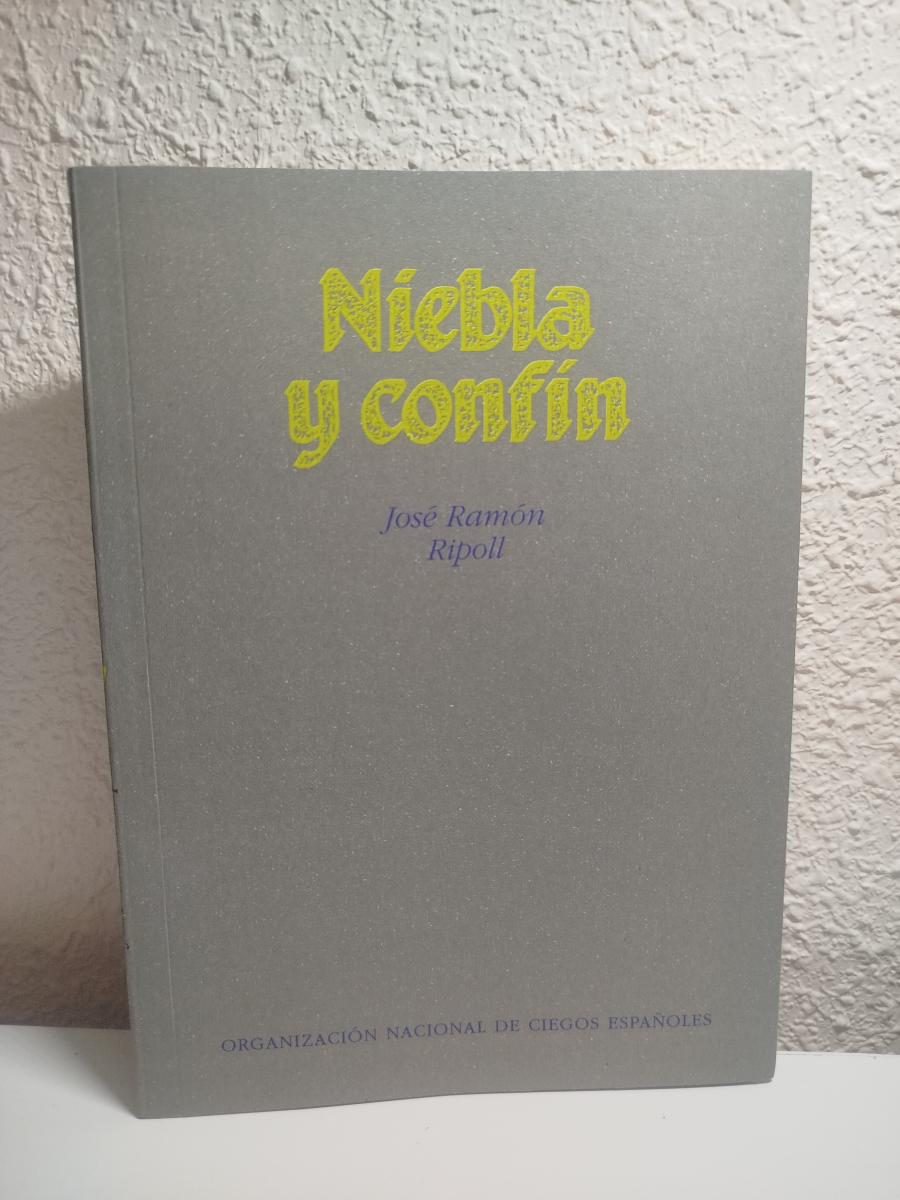 Niebla
y confín
José Ramón
Ripoll
ORGANIZACIÓN NACIONAL DE CIEGOS ESPAÑOLES